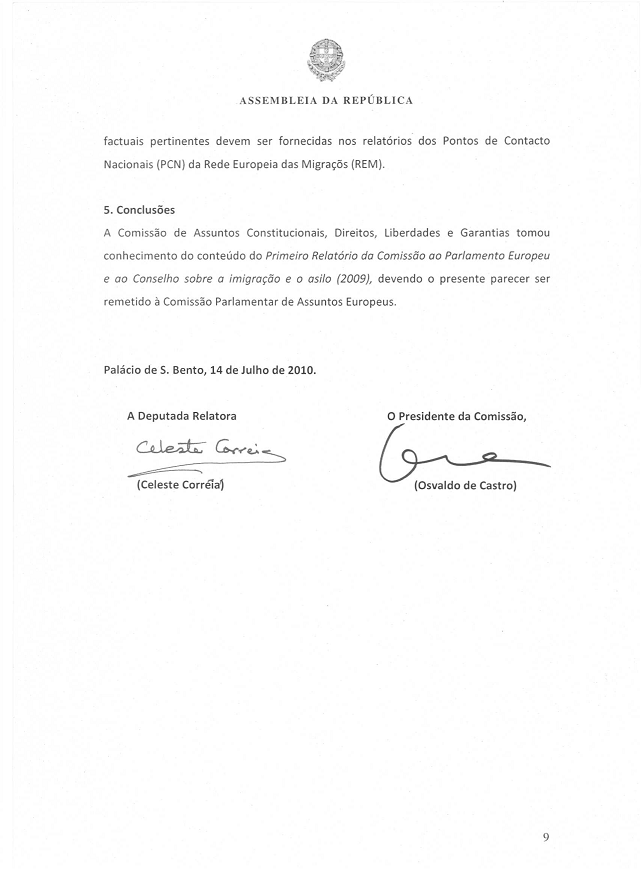 ASSEMBLEIA DA REPÚBLICA
factuais pertinentes devem ser fornecidas nos relatórios dos Pontos de Contacto
Nacionais (PCN) da Rede Europeia das Migraçõs (REM).
5. Conclusões
A Comissão de Assuntos Constitucionais, Direitos, Liberdades e Garantias tomou
conhecimento do conteúdo do Primeiro Relatório da Comissão ao Parlamento Europeu
e ao Conselho sobre a imigração e o asilo (2009), devendo o presente parecer ser
remetido à Comissão Parlamentar de Assuntos Europeus.
Palácio de S. Bento, 14 de Julho de 2010.
A Deputada Relatora O Presidente da Comissão,
Celeste Correia
(Celeste Correia) (Osvaldo de Castro)
9